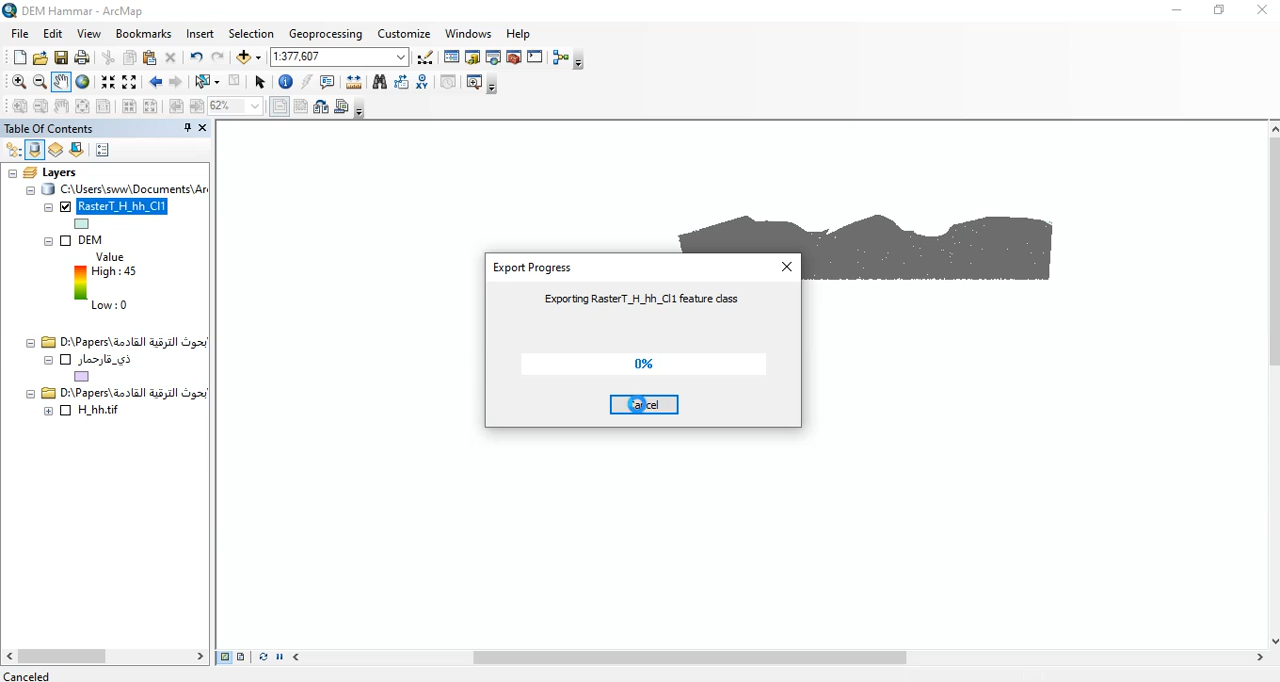 DEM Hammar - ArcMap
File Edit View Bookmarks Insert Selection Geoprocessing Customize Windows Help
1:377,607
XY
62%
Table Of Contents
Layers
C:\Users\sww\Documents\Ar
RasterT_H_hh_Cl1
DEM
Value
High : 45
Low : 0
D:\Papers\بحوث الترقية القادمة\
ذي_قارحمار
D:\Papers\بحوث الترقية القادمة\
H_hh.tif
Export Progress
Exporting RasterT_H_hh_Cl1 feature class
0%
Cancel
Canceled